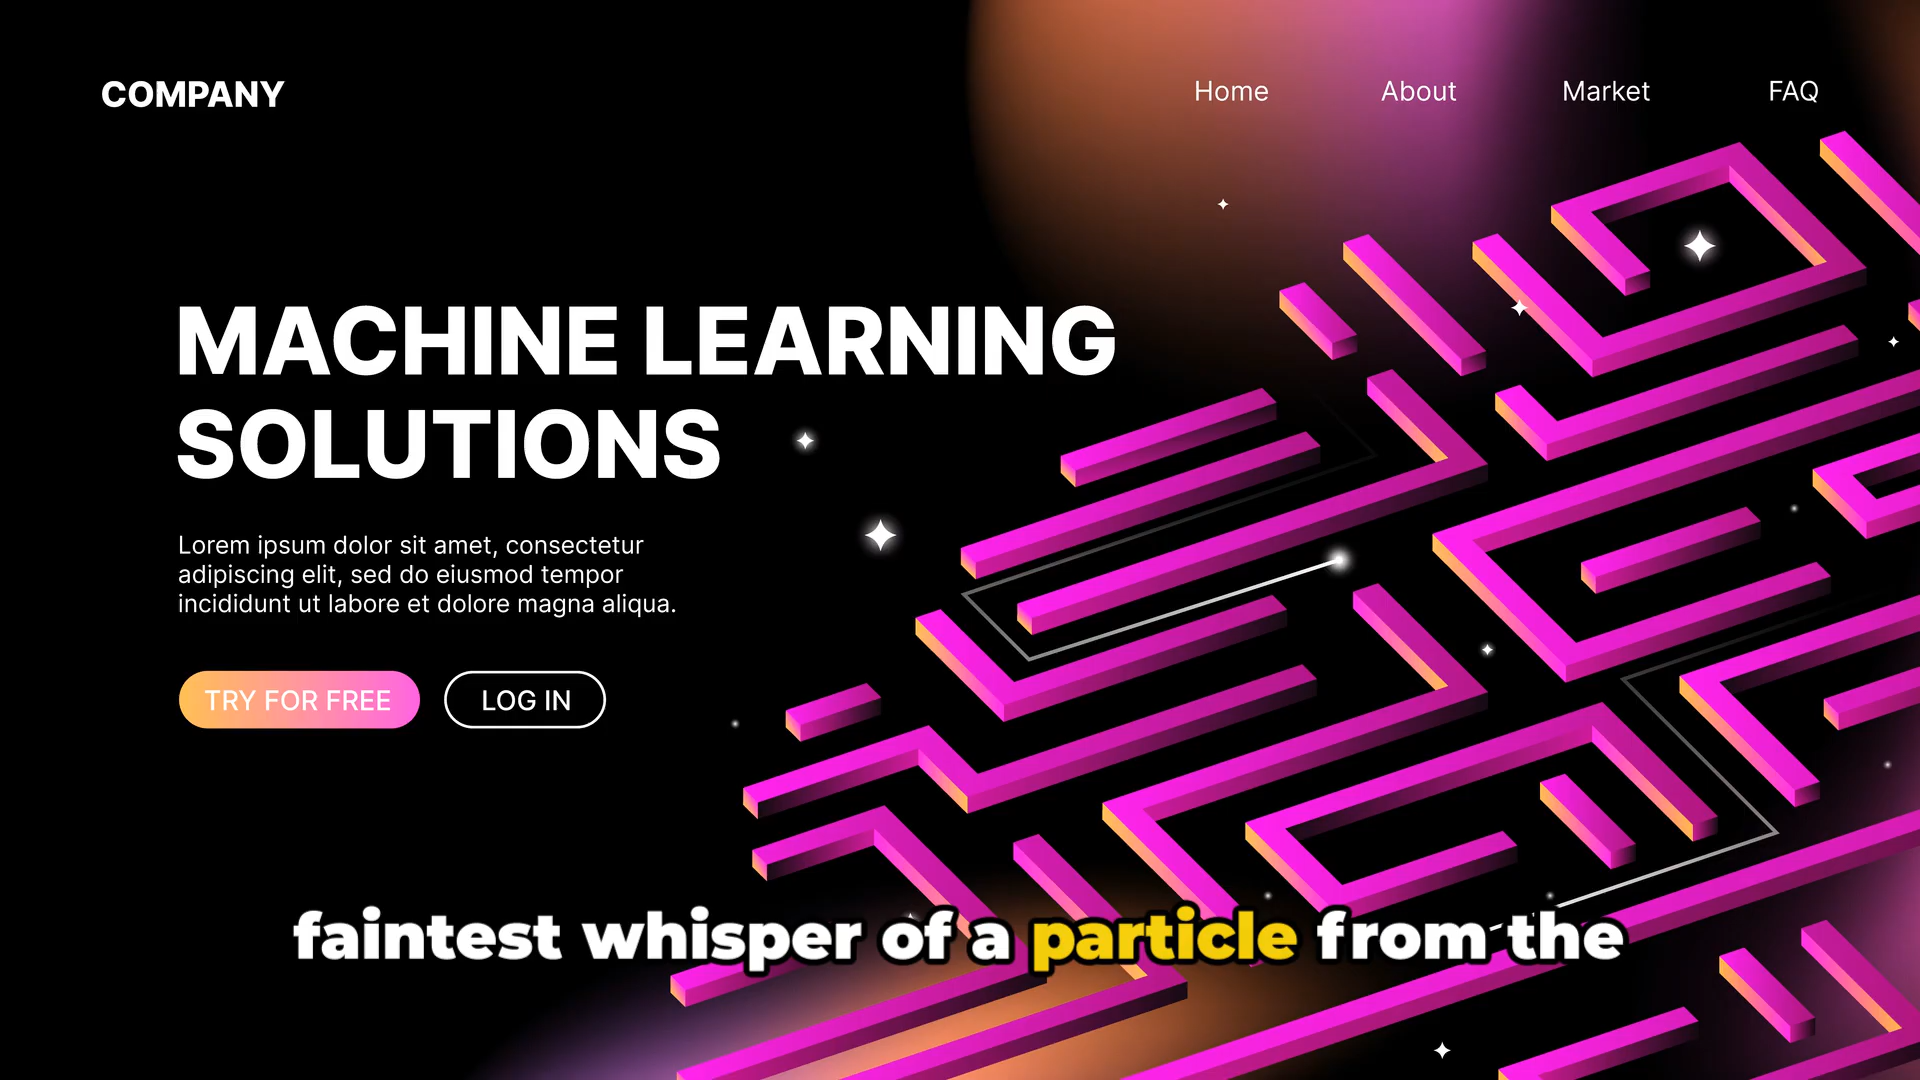 COMPANY
Home About Market FAQ
MACHINE LEARNING
SOLUTIONS
Lorem ipsum dolor sit amet, consectetur
adipiscing elit, sed do eiusmod tempor
incididunt ut labore et dolore magna aliqua.
TRY FOR FREE LOG IN
faintest whisper of a particle from the